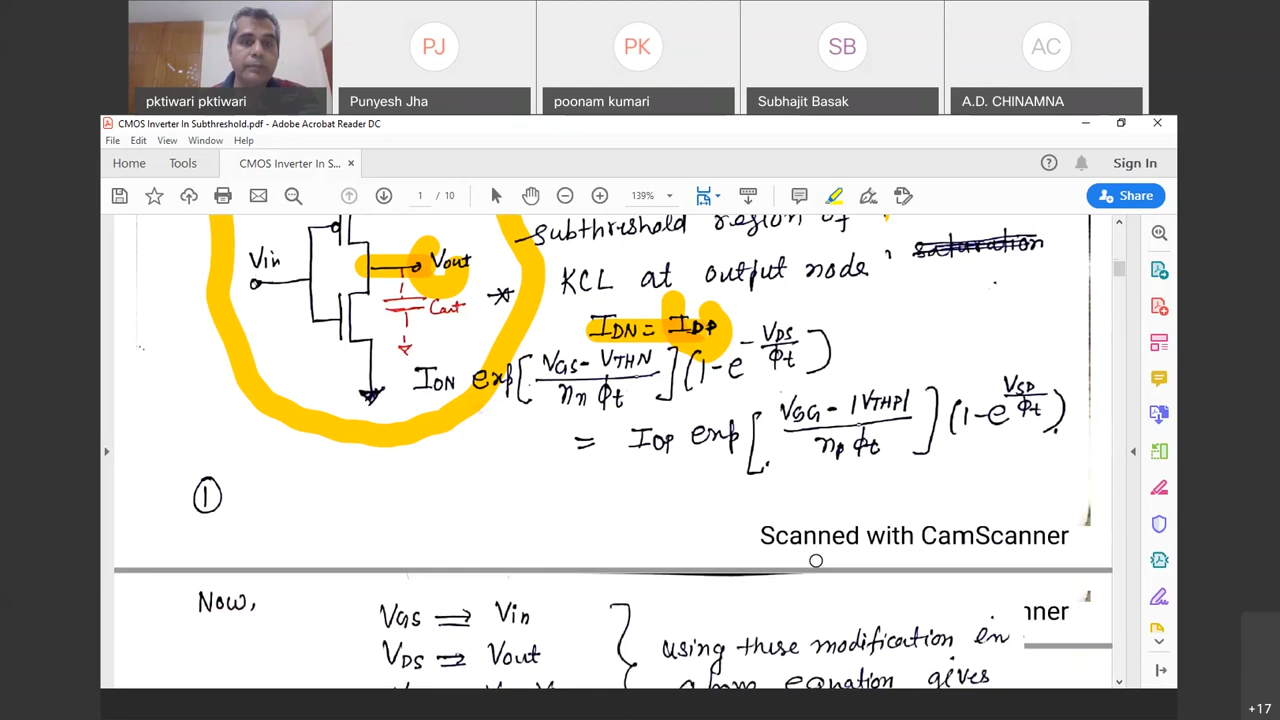 PJ
PK
SB
AC
pktiwari pktiwari
Punyesh Jha
poonam kumari
Subhajit Basak
A.D. CHINAMNA
CMOS Inverter In Subthreshold.pdf - Adobe Acrobat Reader DC
File Edit View Window Help
Home Tools CMOS Inverter In S... × Sign In
1 / 10 139% Share
subthreshold region of
saturation
Vin
Vout
KCL at output node
Cout
IDN = IDP
ION exp[ (VGS - VTHN) / (nn ϕt) ] (1 - e^(-VDS/ϕt))
= IOP exp[ (VSG - |VTHP|) / (np ϕt) ] (1 - e^(VSD/ϕt))
1
Scanned with CamScanner
Now,
nner
VGS ⇒ Vin
VDS ⇒ Vout
using these modification in
equation gives
+17